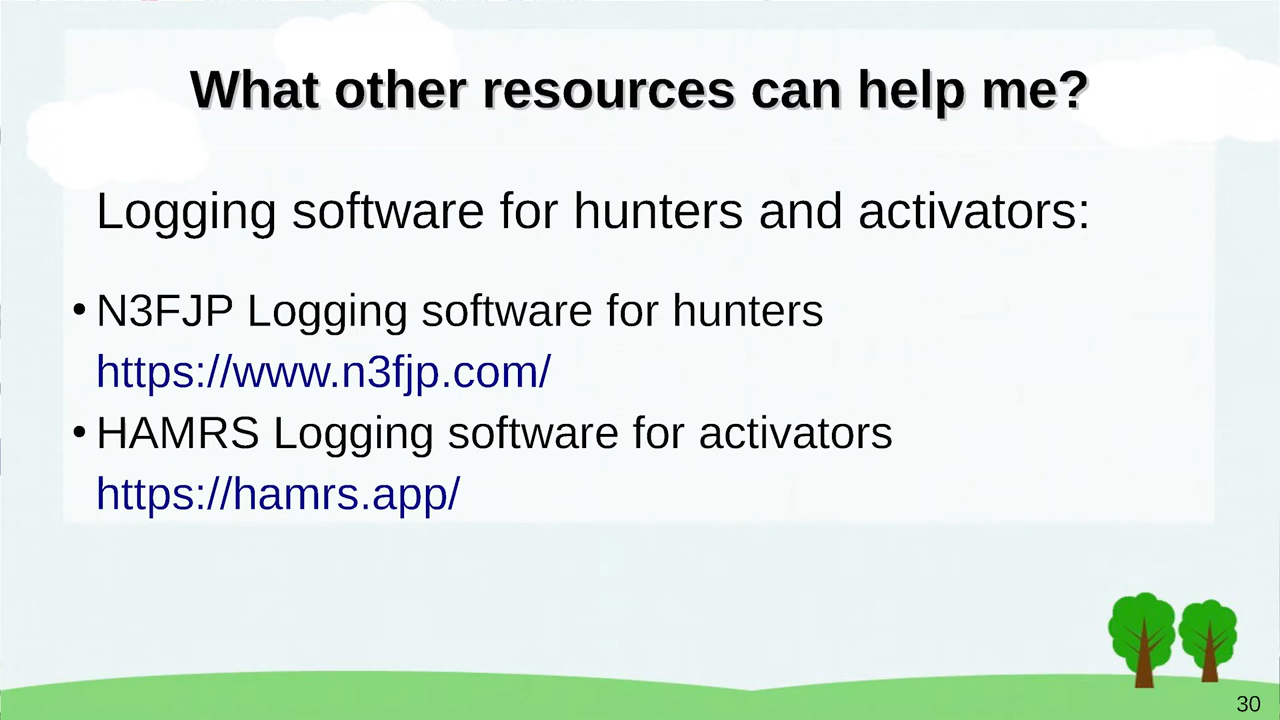 What other resources can help me?
Logging software for hunters and activators:
• N3FJP Logging software for hunters
https://www.n3fjp.com/
• HAMRS Logging software for activators
https://hamrs.app/
30